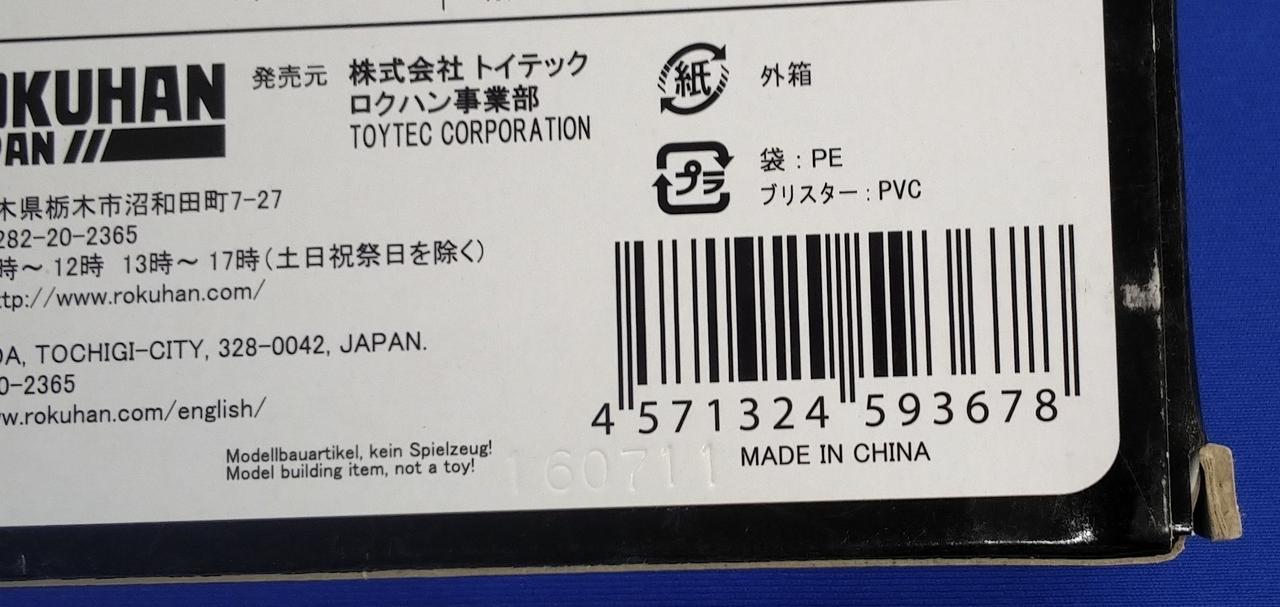 ROKUHAN
JAPAN
発売元
株式会社 トイテック
ロクハン事業部
TOYTEC CORPORATION
木県栃木市沼和田町7-27
282-20-2365
時～ 12時 13時～ 17時(土日祝祭日を除く)
ttp://www.rokuhan.com/
DA, TOCHIGI-CITY, 328-0042, JAPAN.
0-2365
w.rokuhan.com/english/
Modellbauartikel, kein Spielzeug!
Model building item, not a toy!
紙
外箱
プラ
袋 : PE
ブリスター : PVC
4 571324 593678
160711
MADE IN CHINA